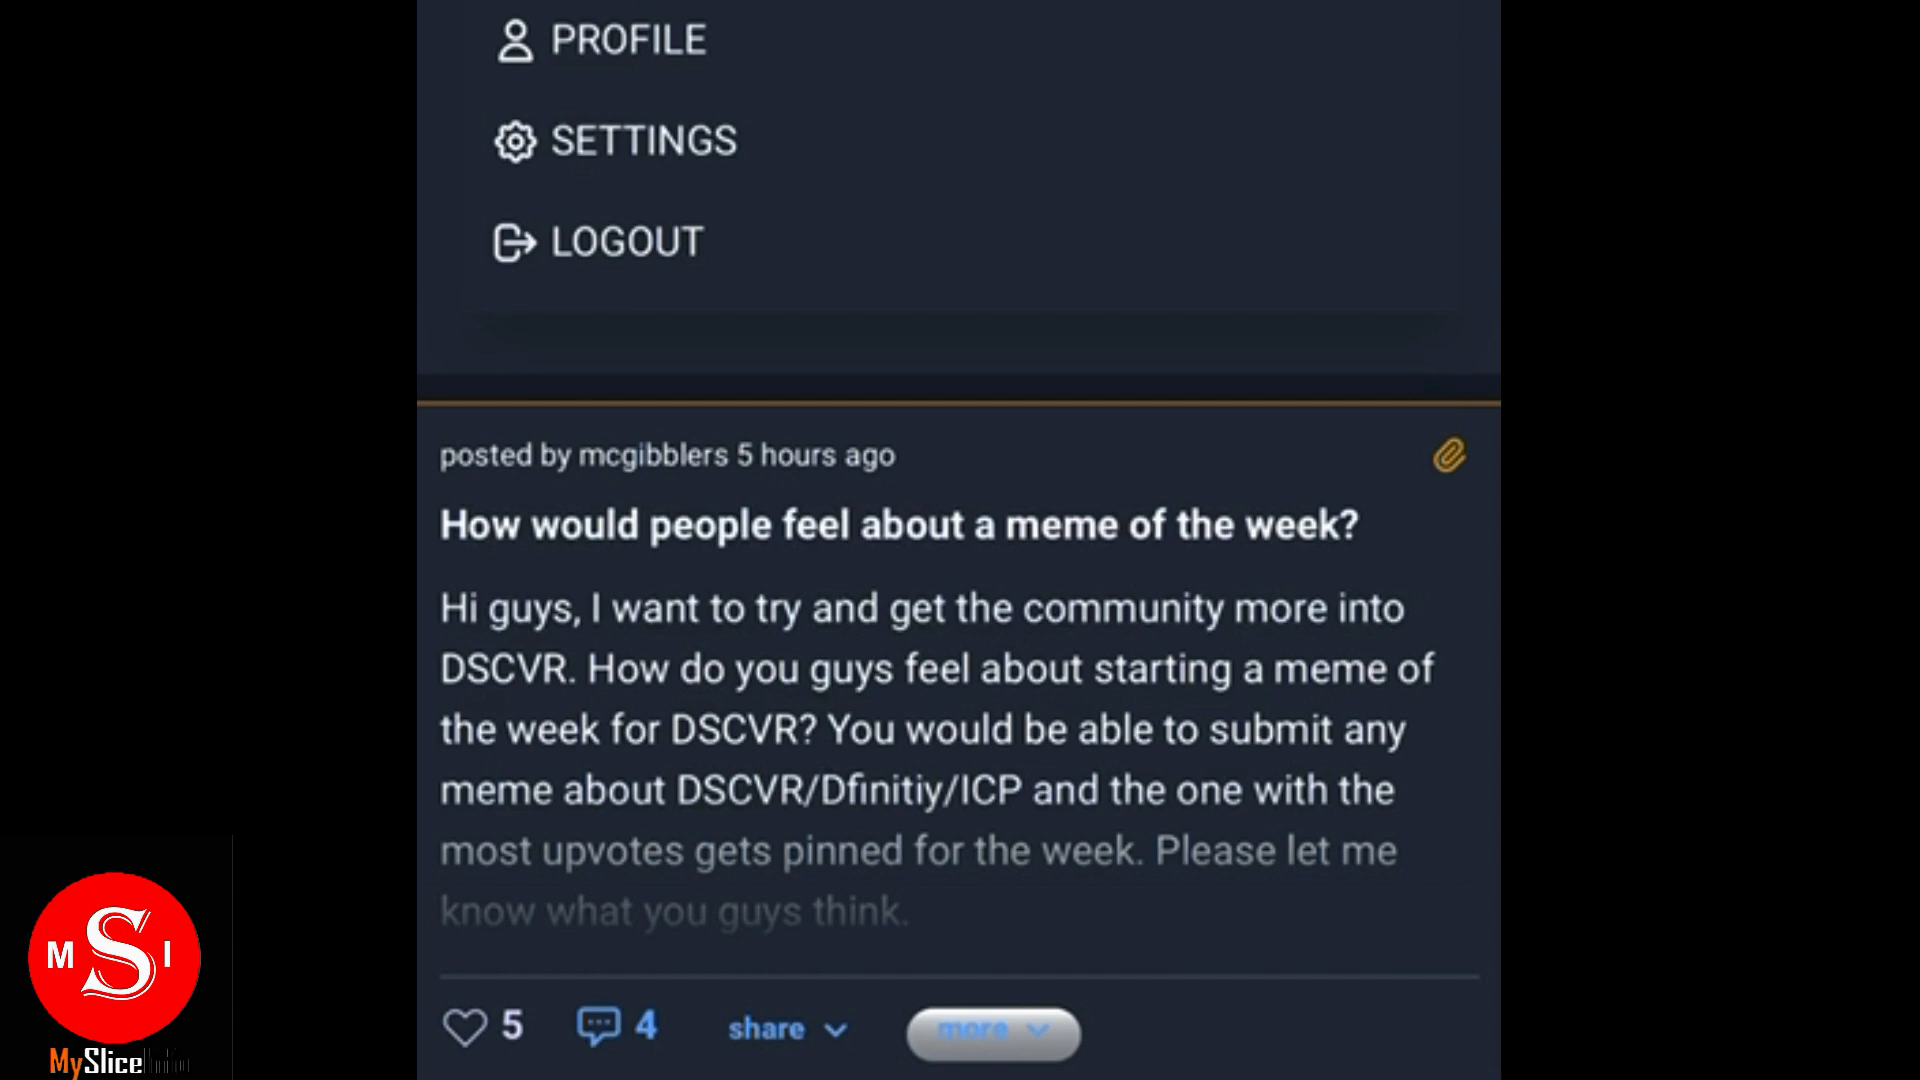 PROFILE
SETTINGS
LOGOUT
posted by mcgibblers 5 hours ago
How would people feel about a meme of the week?
Hi guys, I want to try and get the community more into
DSCVR. How do you guys feel about starting a meme of
the week for DSCVR? You would be able to submit any
meme about DSCVR/Dfinitiy/ICP and the one with the
most upvotes gets pinned for the week. Please let me
know what you guys think.
5 4 share more
M S I
MySliceInfo